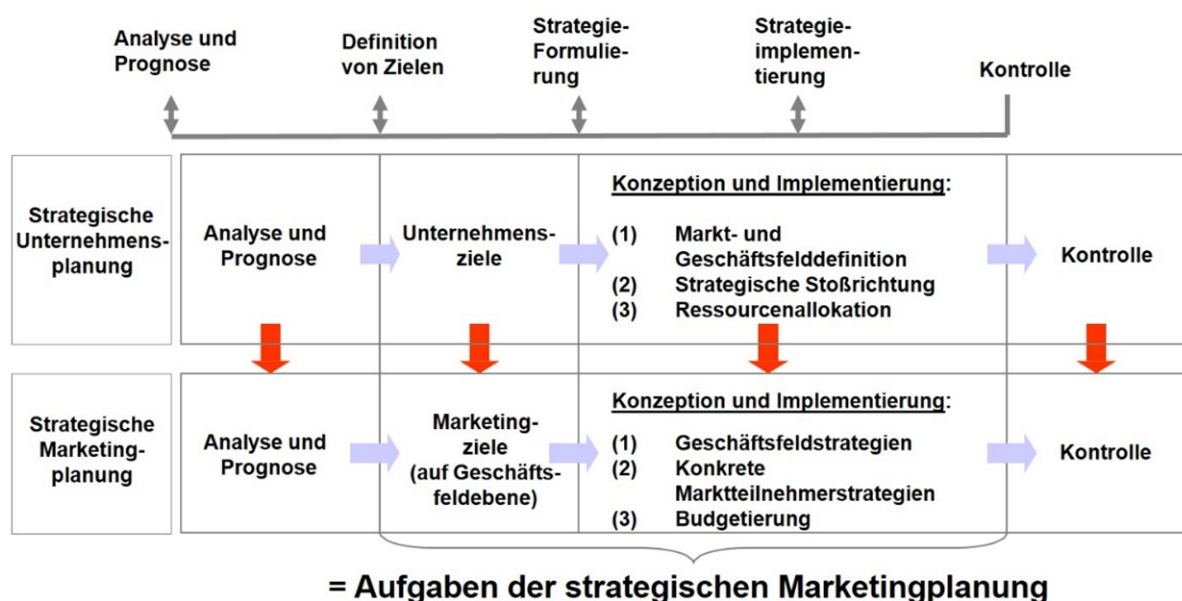 Analyse und
Prognose
Definition
von Zielen
Strategie-
Formulie-
rung
Strategie-
implemen-
tierung
Kontrolle
Strategische
Unternehmens-
planung
Analyse und
Prognose
Unternehmens-
ziele
Konzeption und Implementierung:
(1) Markt- und
Geschäftsfelddefinition
(2) Strategische Stoßrichtung
(3) Ressourcenallokation
Kontrolle
Strategische
Marketing-
planung
Analyse und
Prognose
Marketing-
ziele
(auf Geschäfts-
feldebene)
Konzeption und Implementierung:
(1) Geschäftsfeldstrategien
(2) Konkrete
Marktteilnehmerstrategien
(3) Budgetierung
Kontrolle
= Aufgaben der strategischen Marketingplanung